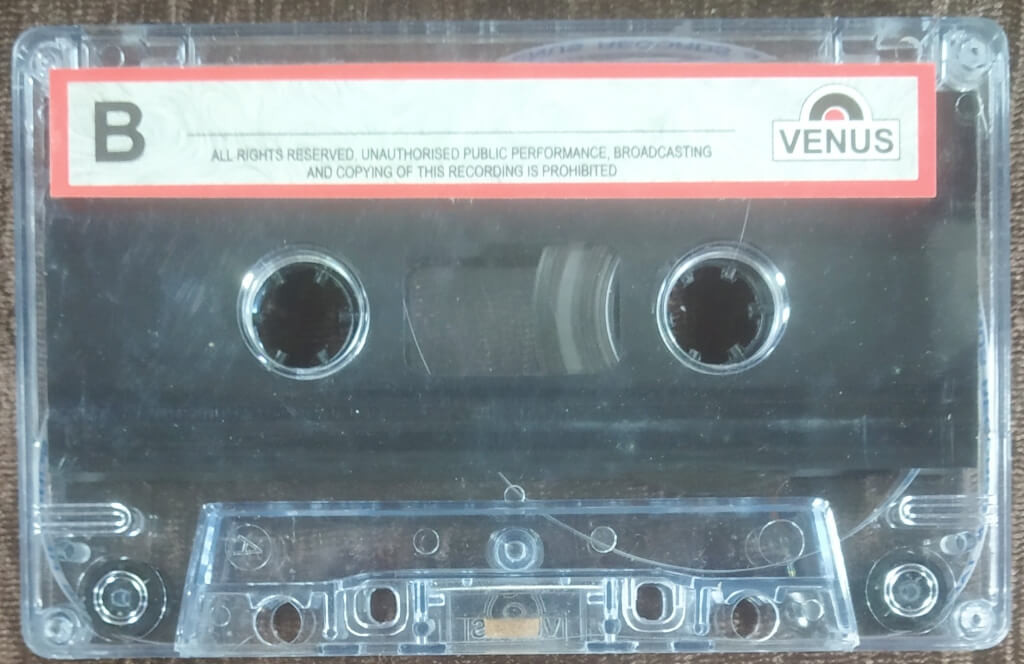 B
VENUS
ALL RIGHTS RESERVED. UNAUTHORISED PUBLIC PERFORMANCE, BROADCASTING
AND COPYING OF THIS RECORDING IS PROHIBITED
A